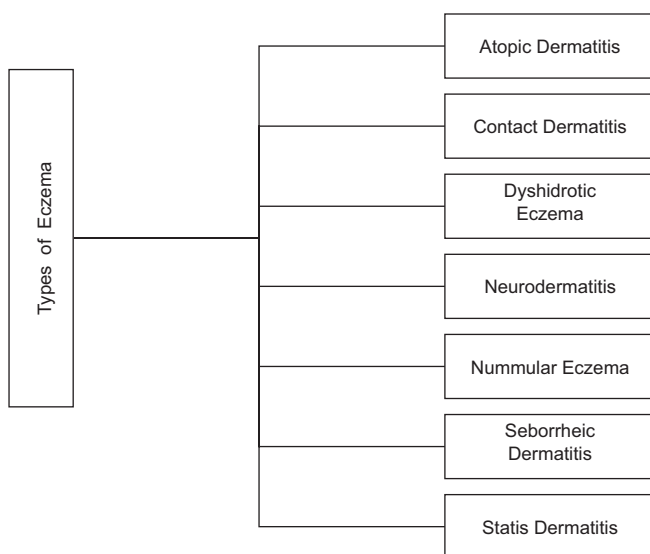 Types of Eczema
Atopic Dermatitis
Contact Dermatitis
Dyshidrotic
Eczema
Neurodermatitis
Nummular Eczema
Seborrheic
Dermatitis
Statis Dermatitis